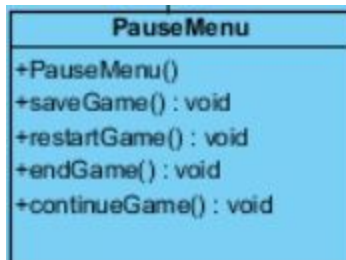 PauseMenu
+PauseMenu()
+saveGame() : void
+restartGame() : void
+endGame() : void
+continueGame() : void